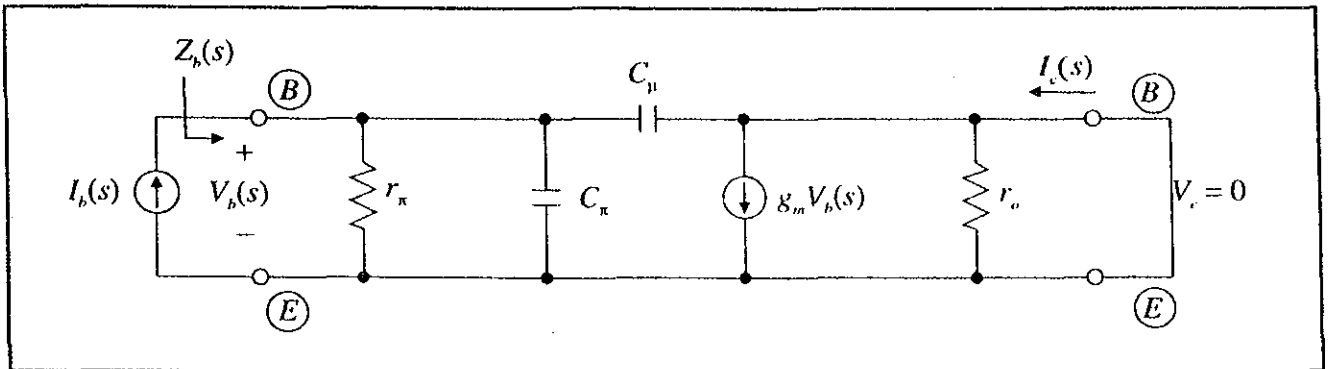 Z_b(s)
B
C_μ
I_c(s)
B
+
I_b(s)
V_b(s)
r_π
C_π
g_m V_b(s)
r_o
V_c = 0
−
E
E